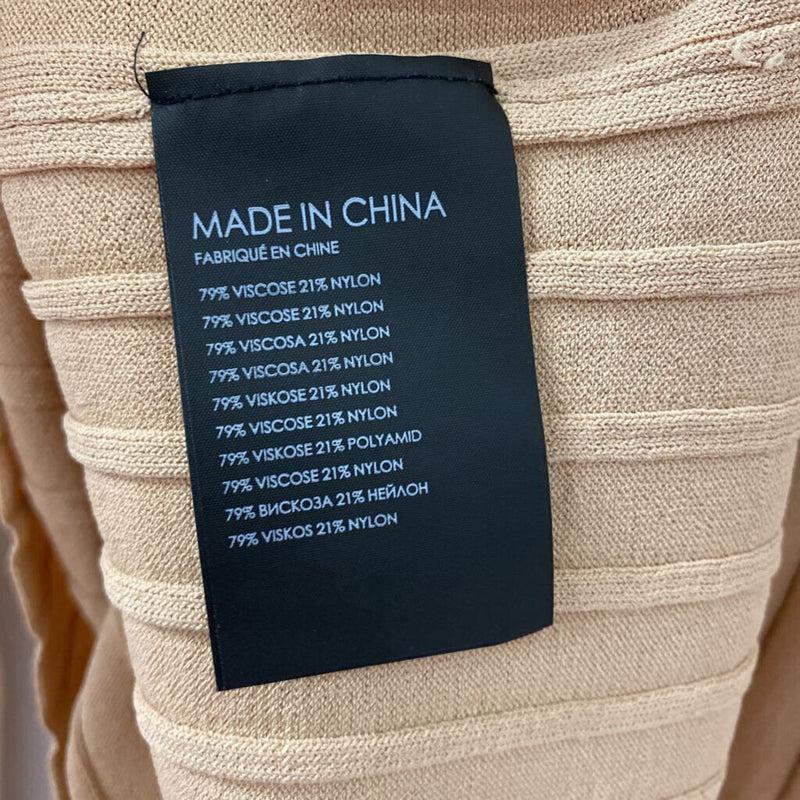 MADE IN CHINA
FABRIQUÉ EN CHINE
79% VISCOSE 21% NYLON
79% VISCOSE 21% NYLON
79% VISCOSA 21% NYLON
79% VISCOSA 21% NYLON
79% VISKOSE 21% NYLON
79% VISCOSE 21% NYLON
79% VISKOSE 21% POLYAMID
79% VISCOSE 21% NYLON
79% ВИСКОЗА 21% НЕЙЛОН
79% VISKOS 21% NYLON